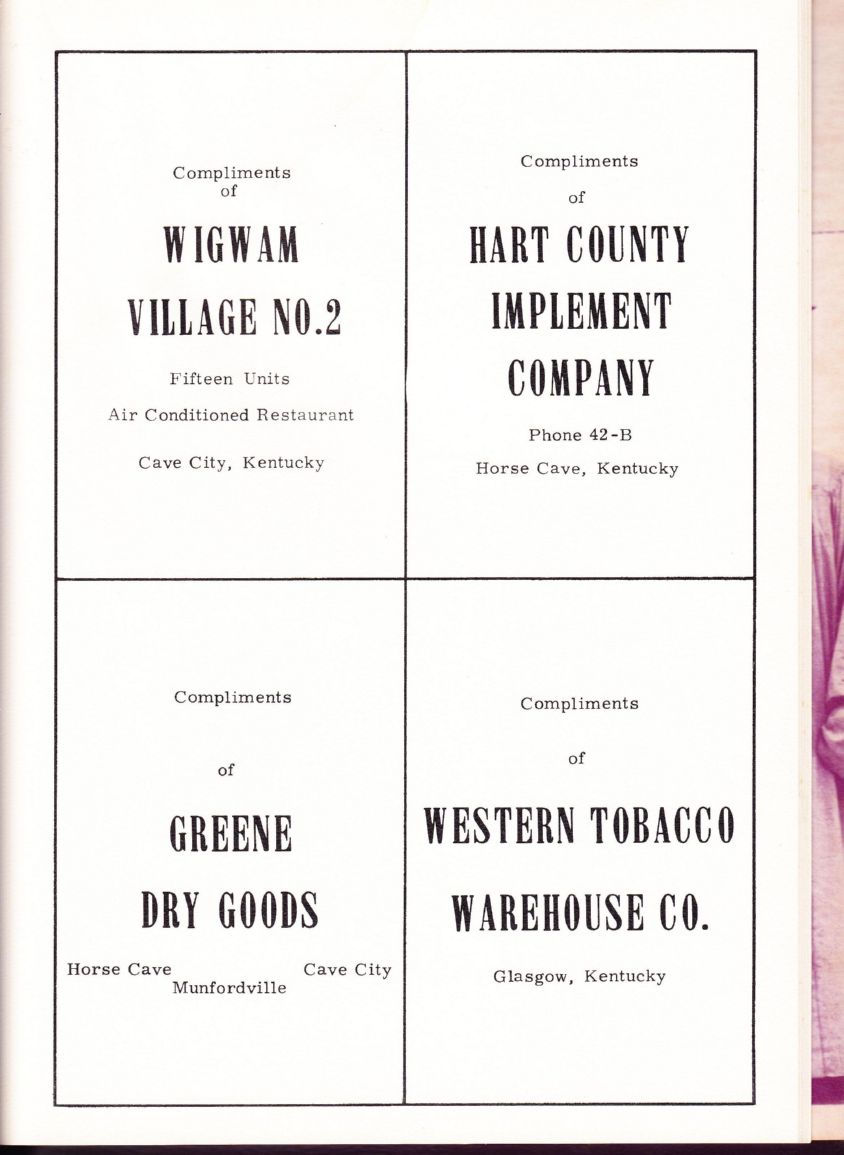 Compliments
of
WIGWAM
VILLAGE NO.2
Fifteen Units
Air Conditioned Restaurant
Cave City, Kentucky
Compliments
of
HART COUNTY
IMPLEMENT
COMPANY
Phone 42-B
Horse Cave, Kentucky
Compliments
of
GREENE
DRY GOODS
Horse Cave Cave City
Munfordville
Compliments
of
WESTERN TOBACCO
WAREHOUSE CO.
Glasgow, Kentucky